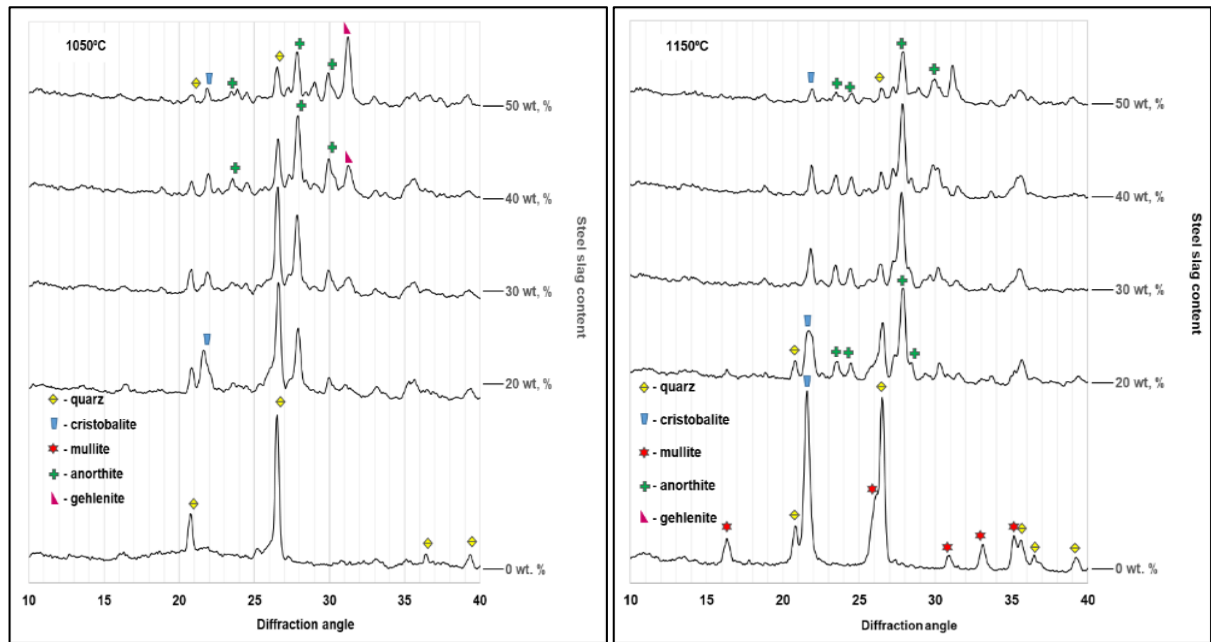 1050ºC
50 wt, %
40 wt, %
30 wt, %
20 wt, %
0 wt. %
Steel slag content
- quarz
- cristobalite
- mullite
- anorthite
- gehlenite
10 15 20 25 30 35 40
Diffraction angle
1150ºC
50 wt, %
40 wt, %
30 wt, %
20 wt, %
0 wt. %
Steel slag content
- quarz
- cristobalite
- mullite
- anorthite
- gehlenite
10 15 20 25 30 35 40
Diffraction angle